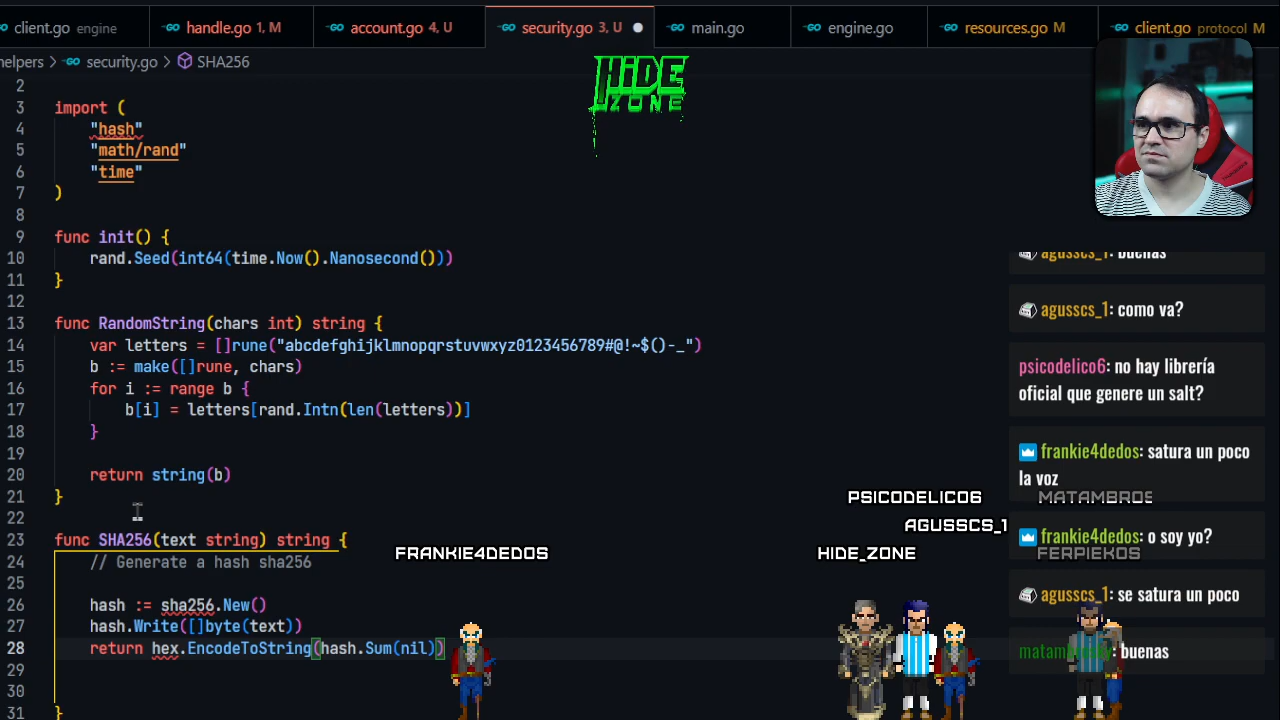 client.go engine
handle.go 1, M
account.go 4, U
security.go 3, U
main.go
engine.go
resources.go M
client.go protocol M
helpers > security.go > SHA256
HIDE
ZONE
2
3 import (
4 "hash"
5 "math/rand"
6 "time"
7 )
8
9 func init() {
10 rand.Seed(int64(time.Now().Nanosecond()))
11 }
12
13 func RandomString(chars int) string {
14 var letters = []rune("abcdefghijklmnopqrstuvwxyz0123456789#@!~$()-_")
15 b := make([]rune, chars)
16 for i := range b {
17 b[i] = letters[rand.Intn(len(letters))]
18 }
19
20 return string(b)
21 }
22
23 func SHA256(text string) string {
24 // Generate a hash sha256
25
26 hash := sha256.New()
27 hash.Write([]byte(text))
28 return hex.EncodeToString(hash.Sum(nil))
29
30
31 }
agusscs_1: buenas
agusscs_1: como va?
psicodelico6: no hay librería
oficial que genere un salt?
frankie4dedos: satura un poco
la voz
frankie4dedos: o soy yo?
agusscs_1: se satura un poco
: buenas
PSICODELICO6
MATAMBROS
AGUSSCS_1
FRANKIE4DEDOS
HIDE_ZONE
FERPIEKOS